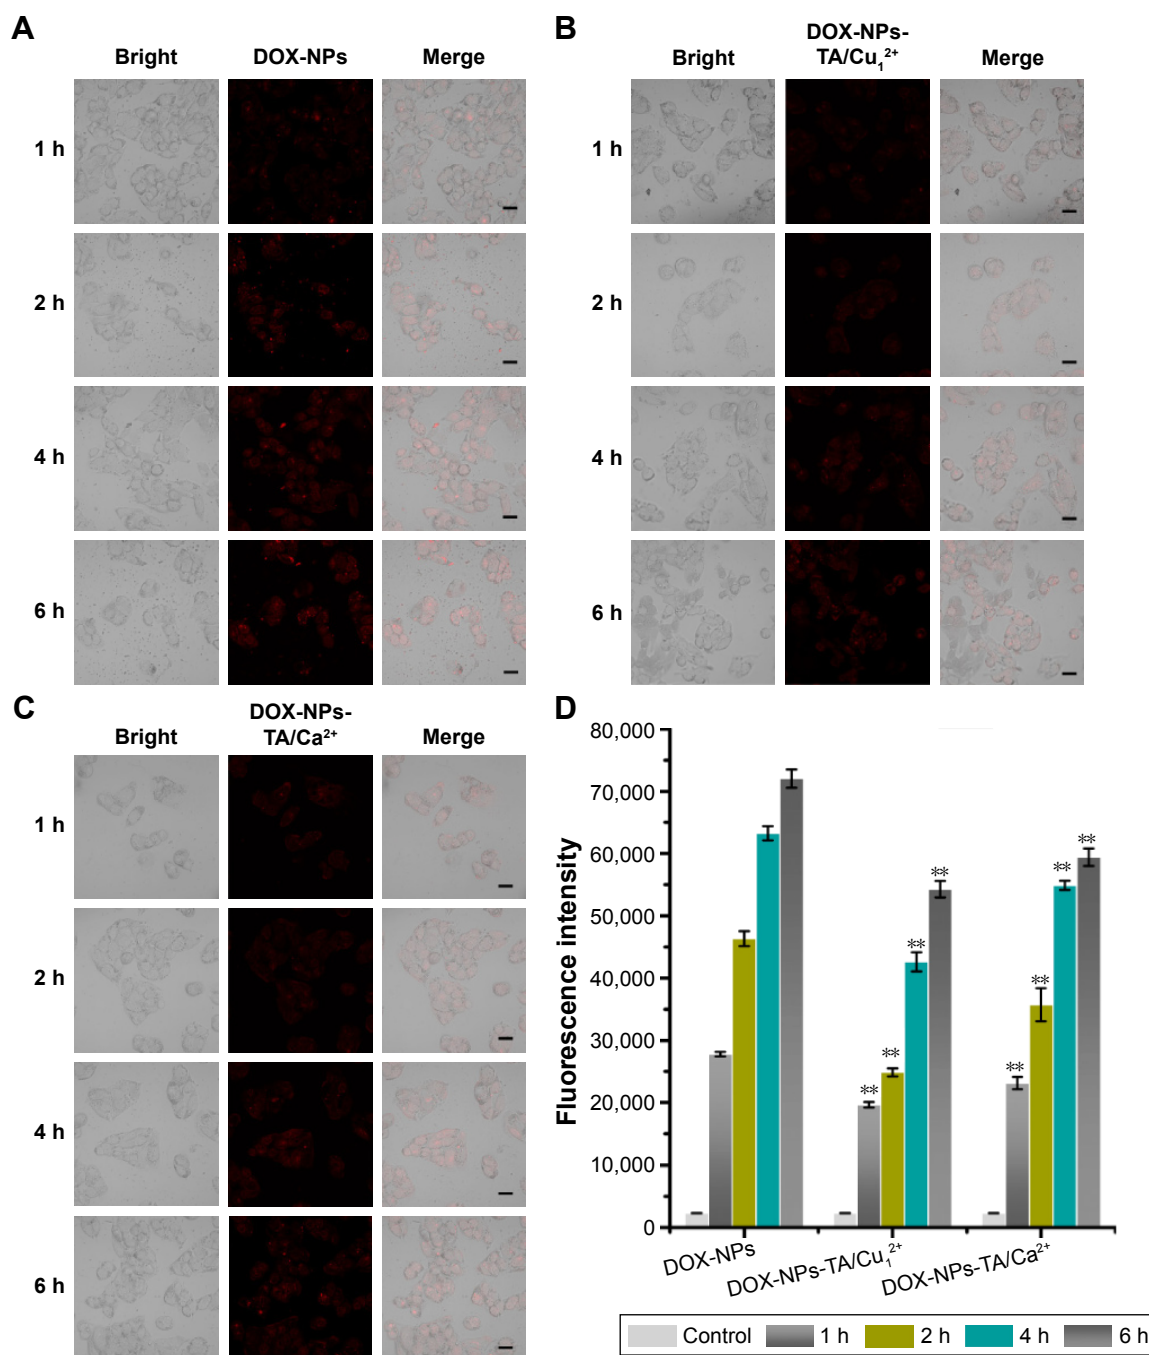 A
Bright DOX-NPs Merge
1 h
2 h
4 h
6 h
B
Bright DOX-NPs-TA/Cu₁²⁺ Merge
1 h
2 h
4 h
6 h
C
Bright DOX-NPs-TA/Ca²⁺ Merge
1 h
2 h
4 h
6 h
D
Fluorescence intensity
80,000
70,000
60,000
50,000
40,000
30,000
20,000
10,000
0
** ** ** **
** ** ** **
DOX-NPs
DOX-NPs-TA/Cu₁²⁺
DOX-NPs-TA/Ca²⁺
Control 1 h 2 h 4 h 6 h